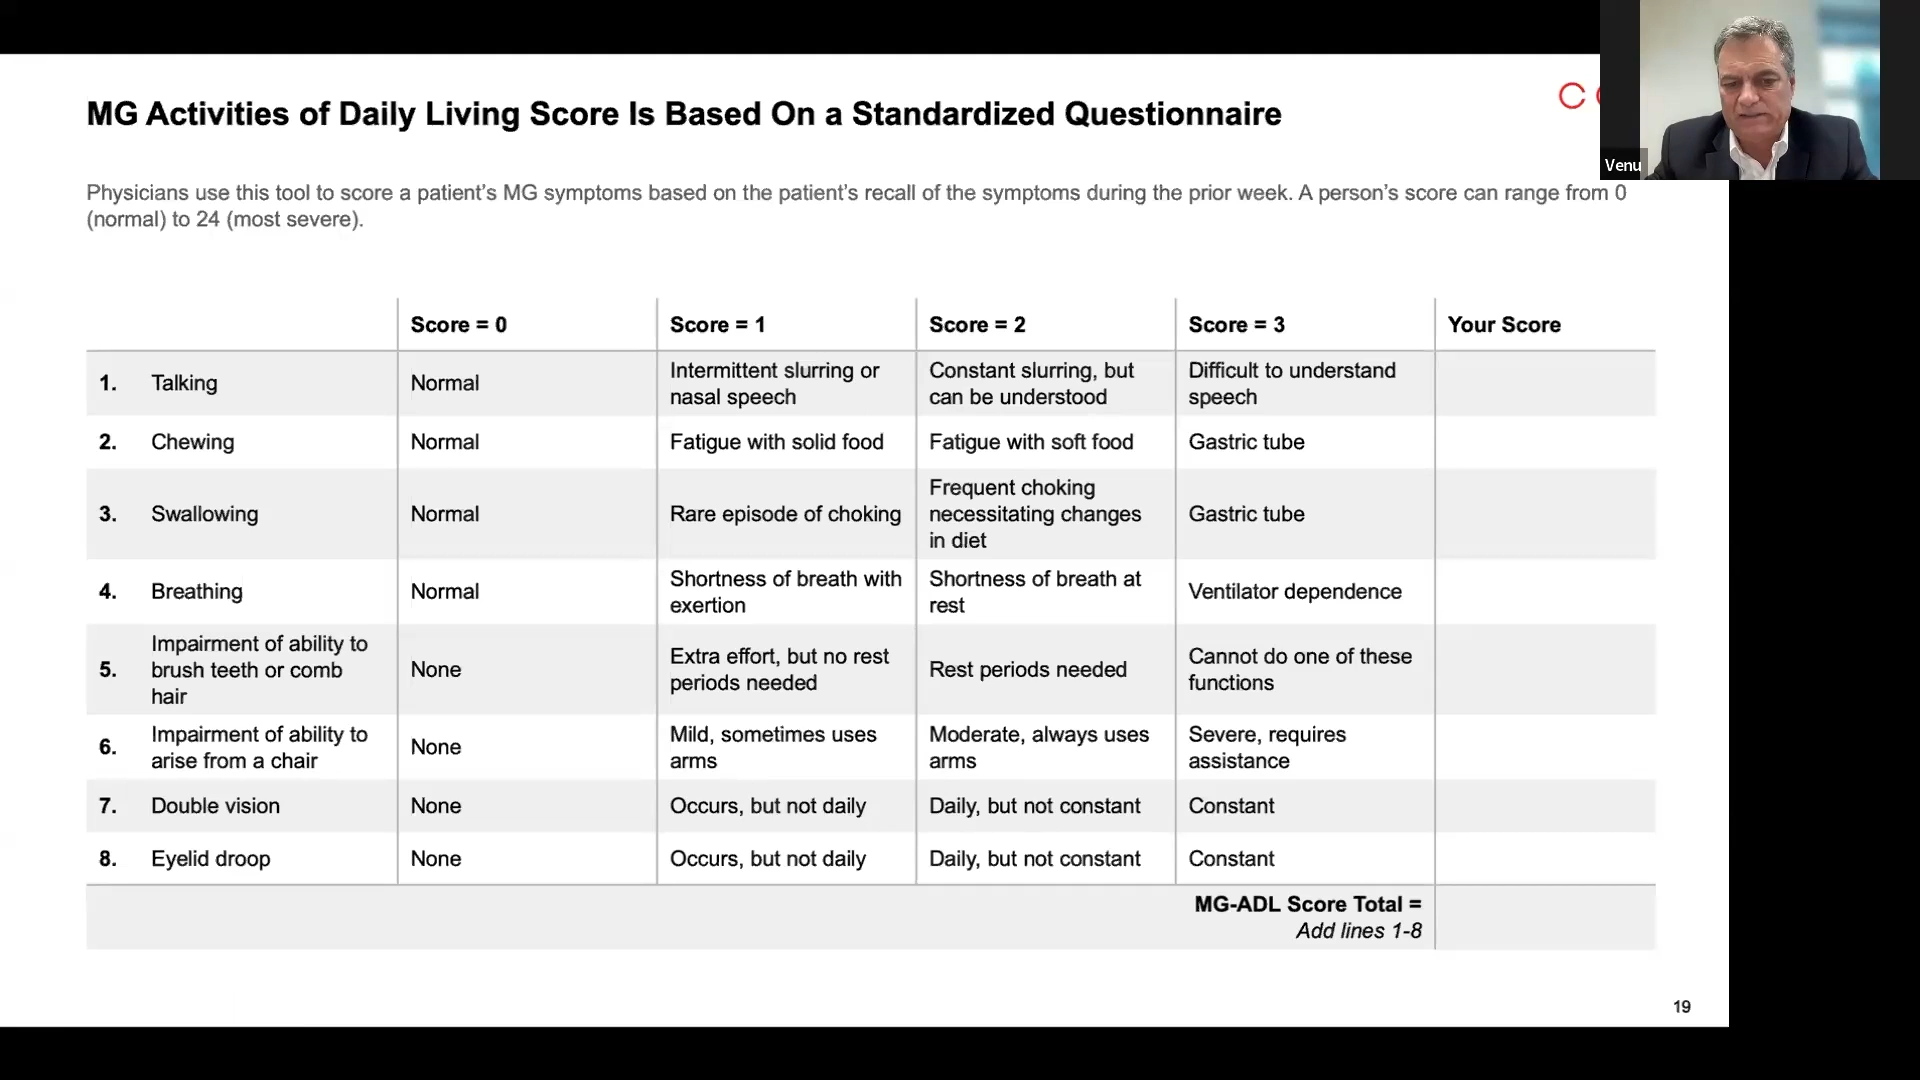 MG Activities of Daily Living Score Is Based On a Standardized Questionnaire
Venu
Physicians use this tool to score a patient's MG symptoms based on the patient's recall of the symptoms during the prior week. A person's score can range from 0
(normal) to 24 (most severe).
Score = 0
Score = 1
Score = 2
Score = 3
Your Score
1. Talking
Normal
Intermittent slurring or
nasal speech
Constant slurring, but
can be understood
Difficult to understand
speech
2. Chewing
Normal
Fatigue with solid food
Fatigue with soft food
Gastric tube
3. Swallowing
Normal
Rare episode of choking
Frequent choking
necessitating changes
in diet
Gastric tube
4. Breathing
Normal
Shortness of breath with
exertion
Shortness of breath at
rest
Ventilator dependence
5. Impairment of ability to
brush teeth or comb
hair
None
Extra effort, but no rest
periods needed
Rest periods needed
Cannot do one of these
functions
6. Impairment of ability to
arise from a chair
None
Mild, sometimes uses
arms
Moderate, always uses
arms
Severe, requires
assistance
7. Double vision
None
Occurs, but not daily
Daily, but not constant
Constant
8. Eyelid droop
None
Occurs, but not daily
Daily, but not constant
Constant
MG-ADL Score Total =
Add lines 1-8
19